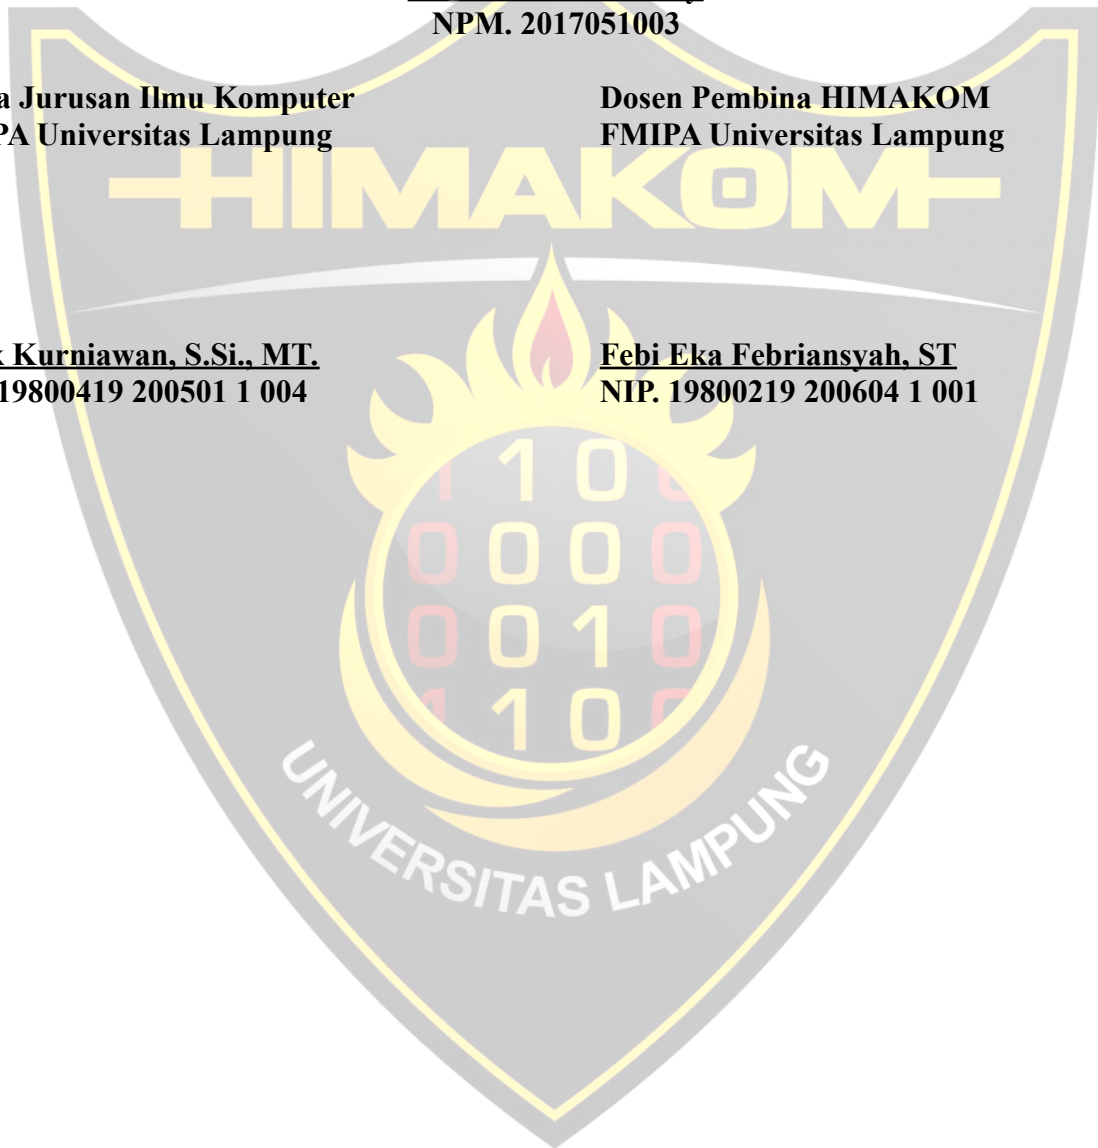 NPM. 2017051003
Jurusan Ilmu Komputer
Universitas Lampung
Dosen Pembina HIMAKOM
FMIPA Universitas Lampung
HIMAKOM
Kurniawan, S.Si., MT.
19800419 200501 1 004
Febi Eka Febriansyah, ST
NIP. 19800219 200604 1 001
1 1 0 0
0 0 0 0
0 0 1 0
1 1 0 0
UNIVERSITAS LAMPUNG